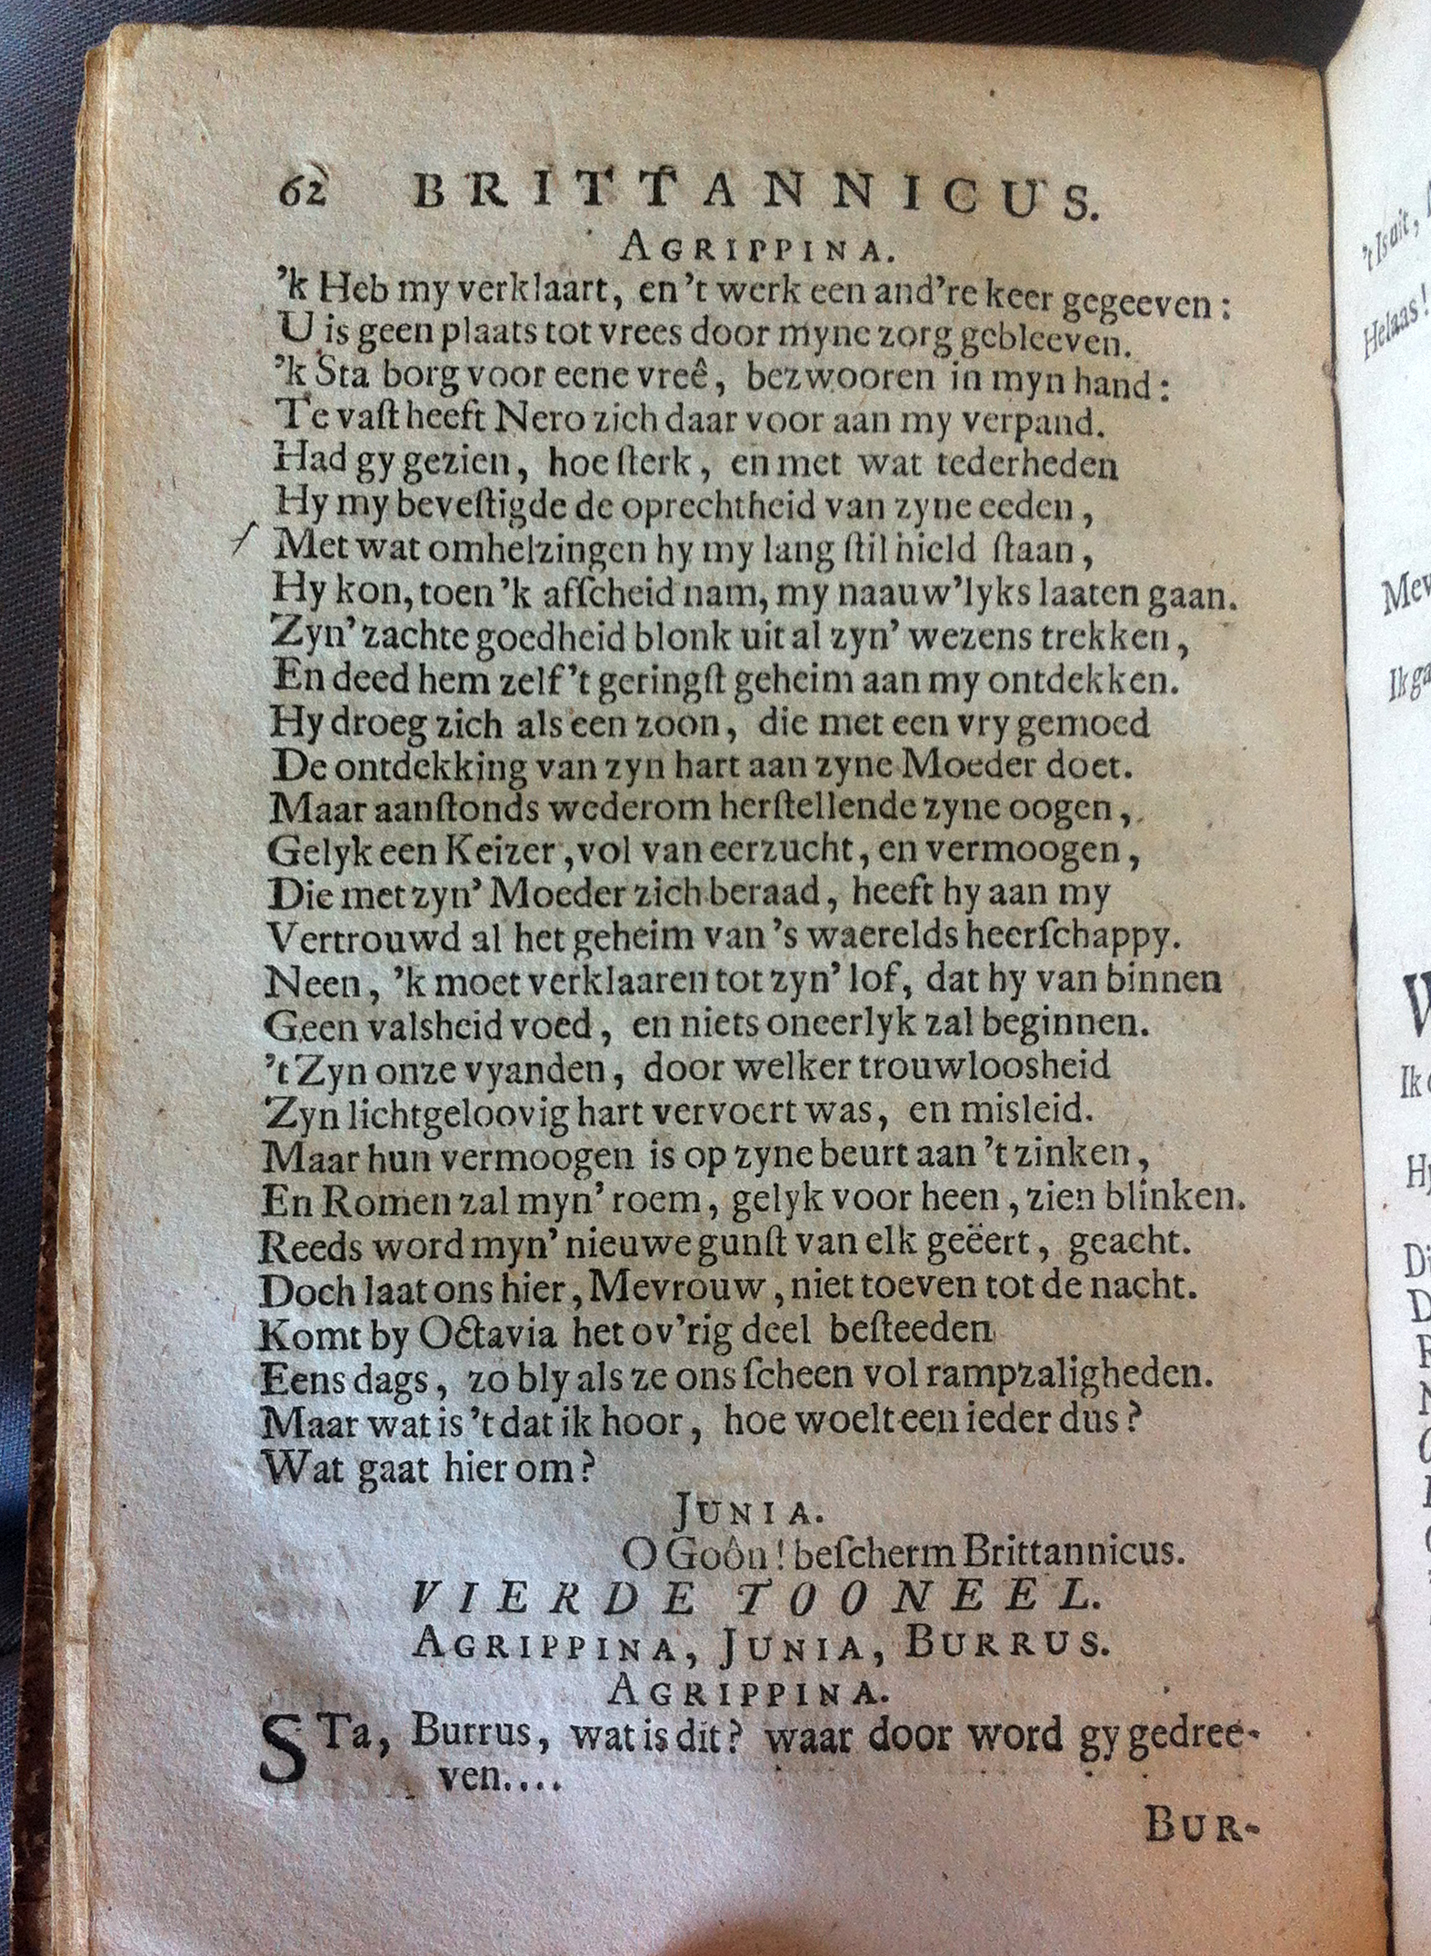 62 BRITTANNICUS.
AGRIPPINA.
'k Heb my verklaart, en 't werk een and're keer gegeeven:
U is geen plaats tot vrees door myne zorg gebleeven.
'k Sta borg voor eene vreê, bezwooren in myn hand:
Te vaſt heeft Nero zich daar voor aan my verpand.
Had gy gezien, hoe ſterk, en met wat tederheden
Hy my beveſtigde de oprechtheid van zyne eeden,
Met wat omhelzingen hy my lang ſtil hield ſtaan,
Hy kon, toen 'k afſcheid nam, my naauw'lyks laaten gaan.
Zyn' zachte goedheid blonk uit al zyn' wezens trekken,
En deed hem zelf 't geringſt geheim aan my ontdekken.
Hy droeg zich als een zoon, die met een vry gemoed
De ontdekking van zyn hart aan zyne Moeder doet.
Maar aanſtonds wederom herſtellende zyne oogen,
Gelyk een Keizer, vol van eerzucht, en vermoogen,
Die met zyn' Moeder zich beraad, heeft hy aan my
Vertrouwd al het geheim van 's waerelds heerſchappy.
Neen, 'k moet verklaaren tot zyn' lof, dat hy van binnen
Geen valsheid voed, en niets oneerlyk zal beginnen.
't Zyn onze vyanden, door welker trouwloosheid
Zyn lichtgeloovig hart vervoert was, en misleid.
Maar hun vermoogen is op zyne beurt aan 't zinken,
En Romen zal myn' roem, gelyk voor heen, zien blinken.
Reeds word myn' nieuwe gunſt van elk geëert, geacht.
Doch laat ons hier, Mevrouw, niet toeven tot de nacht.
Komt by Octavia het ov'rig deel beſteeden
Eens dags, zo bly als ze ons ſcheen vol rampzaligheden.
Maar wat is 't dat ik hoor, hoe woelt een ieder dus?
Wat gaat hier om?
JUNIA.
O Goôn! beſcherm Brittannicus.
VIERDE TOONEEL.
AGRIPPINA, JUNIA, BURRUS.
AGRIPPINA.
STa, Burrus, wat is dit? waar door word gy gedree-
ven....
BUR-
't Is uit,
Helaas!
Mev
Ik ga
W
Ik
Hy